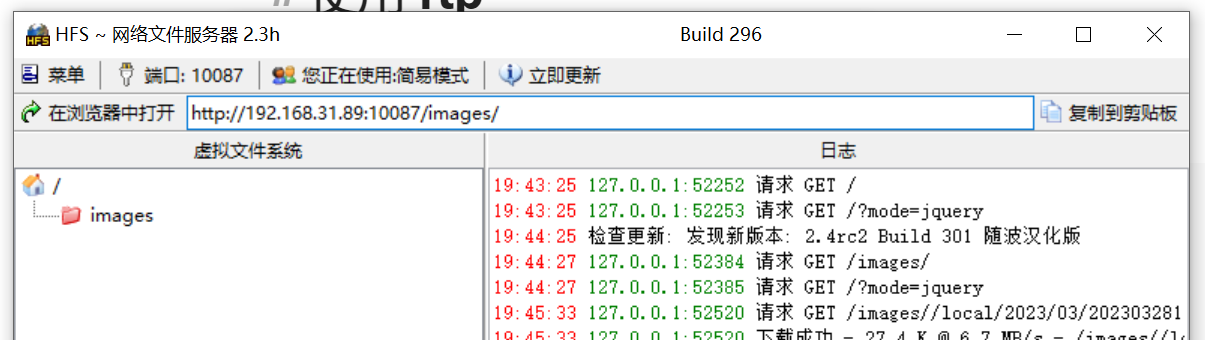 # 使用 ftp
HFS ~ 网络文件服务器 2.3h Build 296
菜单 端口: 10087 您正在使用:简易模式 立即更新
在浏览器中打开 http://192.168.31.89:10087/images/ 复制到剪贴板
虚拟文件系统 日志
/
images
19:43:25 127.0.0.1:52252 请求 GET /
19:43:25 127.0.0.1:52253 请求 GET /?mode=jquery
19:44:25 检查更新: 发现新版本: 2.4rc2 Build 301 随波汉化版
19:44:27 127.0.0.1:52384 请求 GET /images/
19:44:27 127.0.0.1:52385 请求 GET /?mode=jquery
19:45:33 127.0.0.1:52520 请求 GET /images//local/2023/03/202303281
19:45:33 127.0.0.1:52520 下载成功 - 27.4 K @ 6.7 MB/s - /images//lo